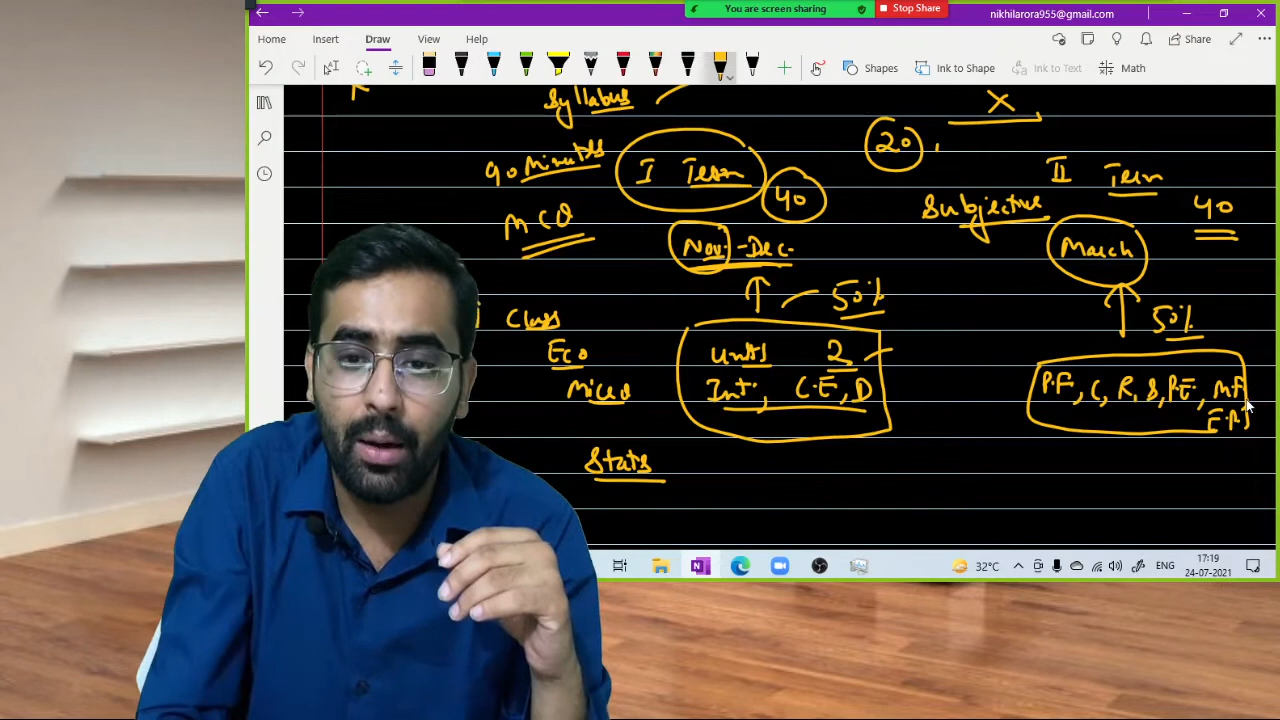 You are screen sharing Stop Share
nikhilarora955@gmail.com
Home Insert Draw View Help
Share
Shapes Ink to Shape Ink to Text Math
Syllabus
X
90 Minutes I Term 40
20
II Term
MCQ
Subjective 40
Nov.-Dec.
March
50%
50%
Class
Eco Units 2
Micro Int., C.E, D
P.F, C, R, S, P.E., M.F
Stats
17:19
32°C ENG
24-07-2021